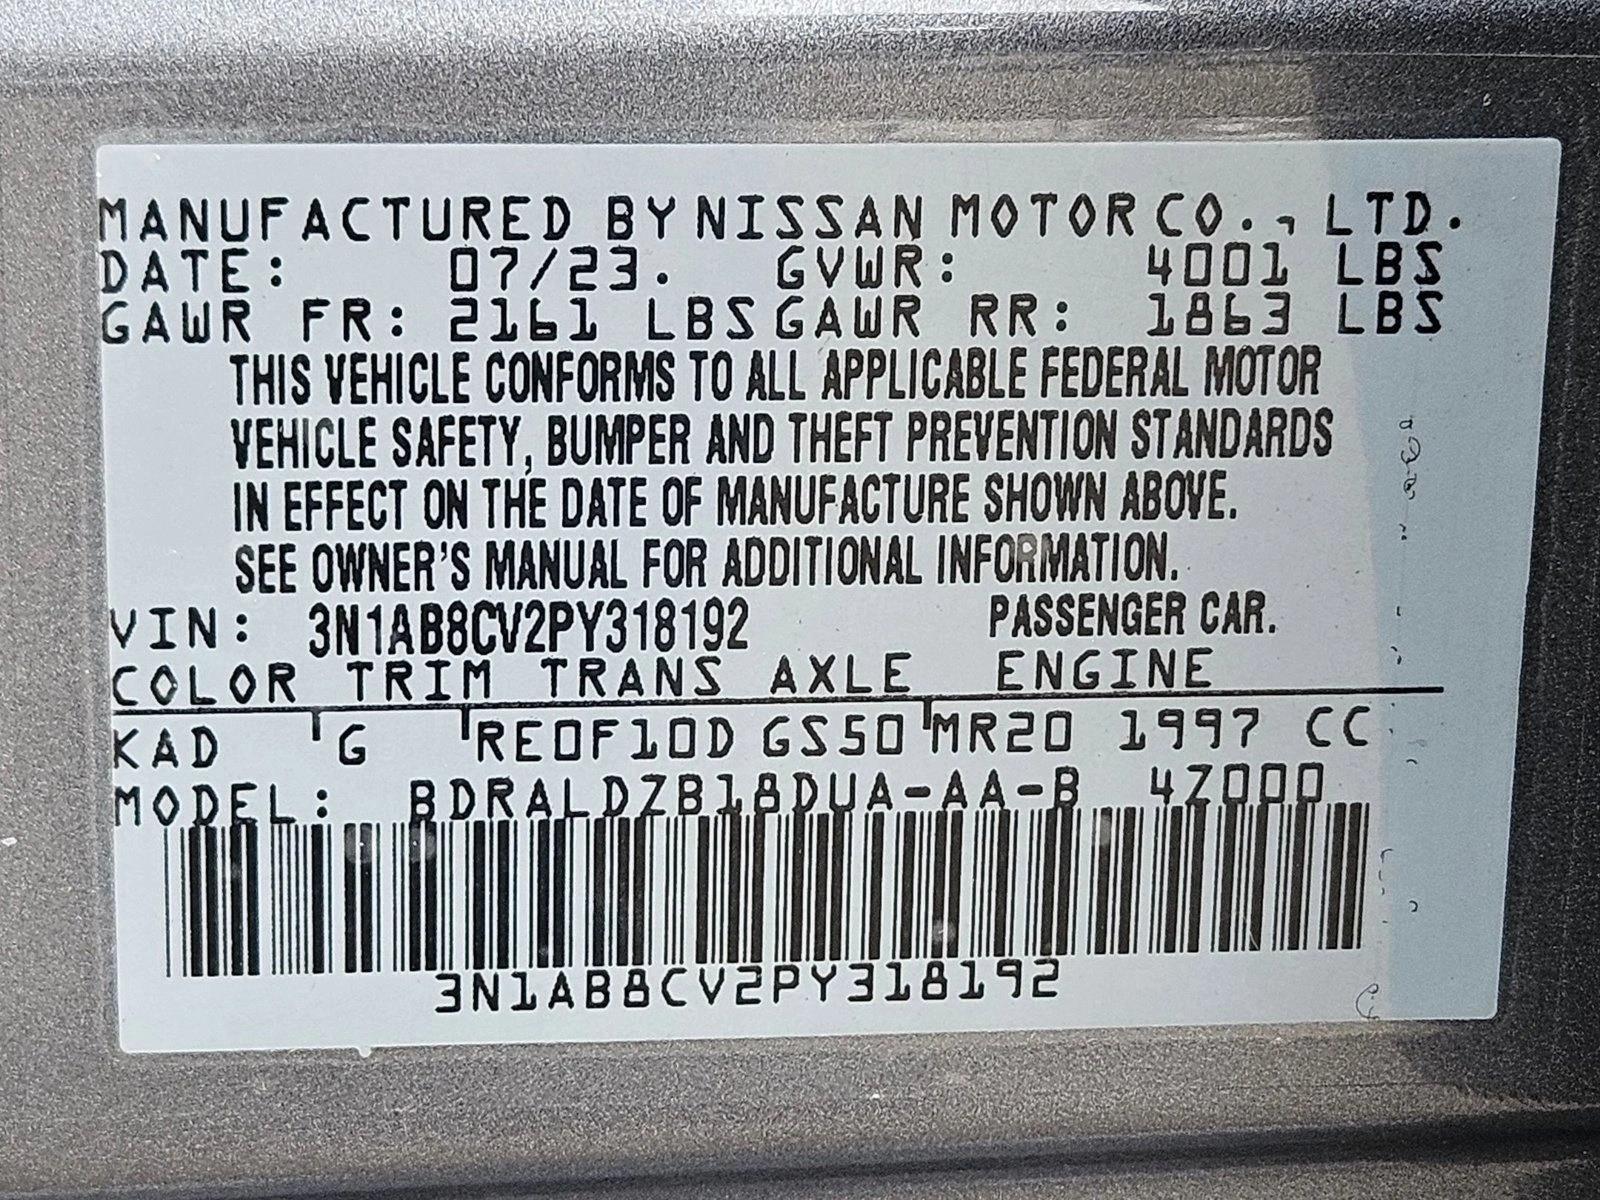 MANUFACTURED BY NISSAN MOTOR CO., LTD.
DATE: 07/23. GVWR: 4001 LBS
GAWR FR: 2161 LBS GAWR RR: 1863 LBS
THIS VEHICLE CONFORMS TO ALL APPLICABLE FEDERAL MOTOR
VEHICLE SAFETY, BUMPER AND THEFT PREVENTION STANDARDS
IN EFFECT ON THE DATE OF MANUFACTURE SHOWN ABOVE.
SEE OWNER'S MANUAL FOR ADDITIONAL INFORMATION.
VIN: 3N1AB8CV2PY318192 PASSENGER CAR.
COLOR TRIM TRANS AXLE ENGINE
KAD G RE0F10D GS50 MR20 1997 CC
MODEL: BDRALDZB18DUA-AA-B 4Z000
3N1AB8CV2PY318192